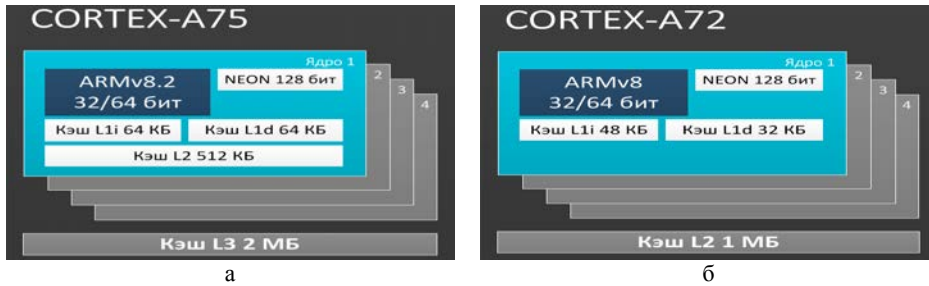 CORTEX-A75
Ядро 1
ARMv8.2
32/64 бит
NEON 128 бит
2
3
4
Кэш L1i 64 КБ
Кэш L1d 64 КБ
Кэш L2 512 КБ
Кэш L3 2 МБ
а
CORTEX-A72
Ядро 1
ARMv8
32/64 бит
NEON 128 бит
2
3
4
Кэш L1i 48 КБ
Кэш L1d 32 КБ
Кэш L2 1 МБ
б